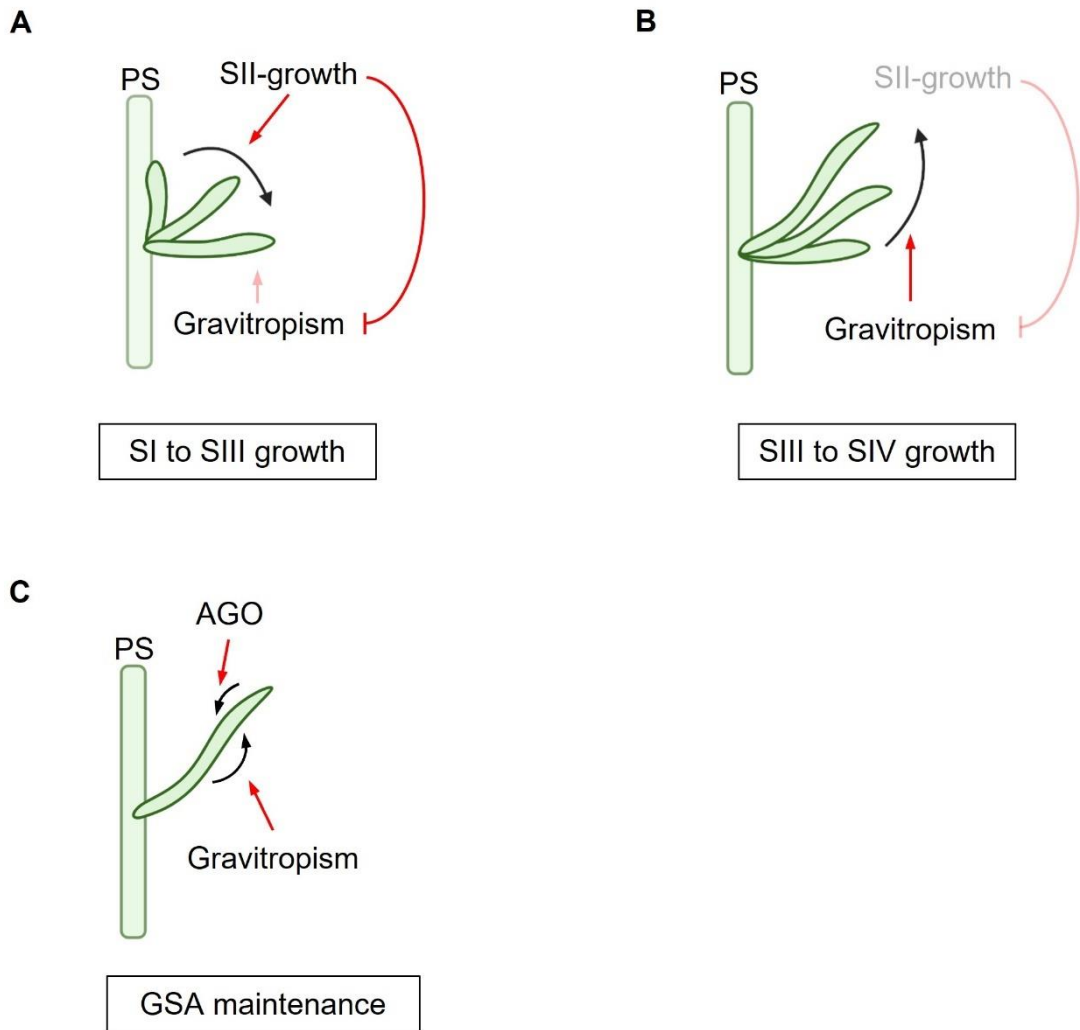 A
PS
SII-growth
Gravitropism
SI to SIII growth
B
PS
SII-growth
Gravitropism
SIII to SIV growth
C
AGO
PS
Gravitropism
GSA maintenance